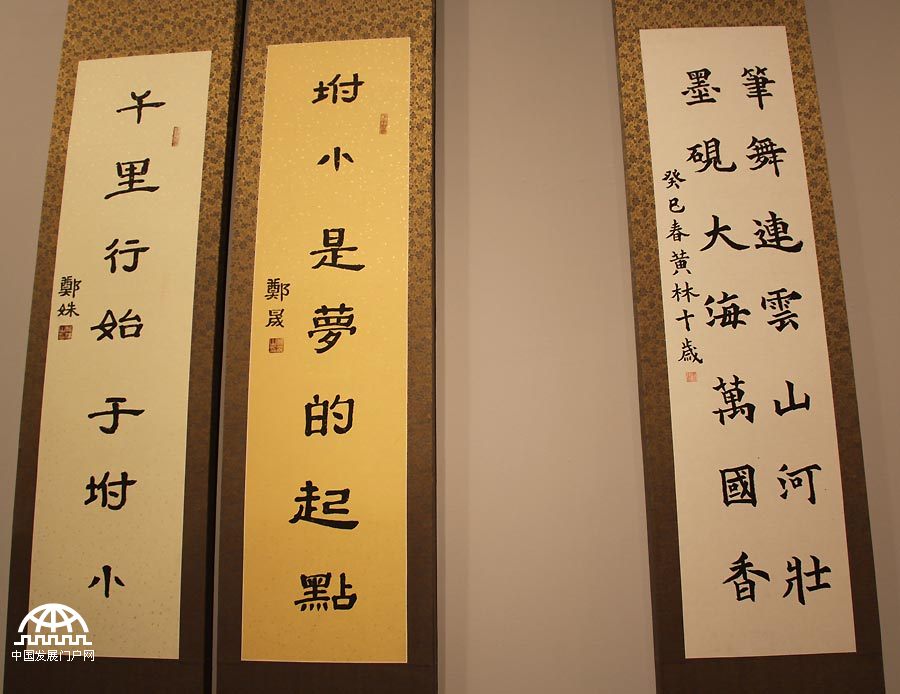 筆舞連雲山河壯
墨硯大海萬國香
癸巳春黃林十歲
坿小是夢的起點
鄭晟
千里行始于坿小
鄭姝
中国发展门户网